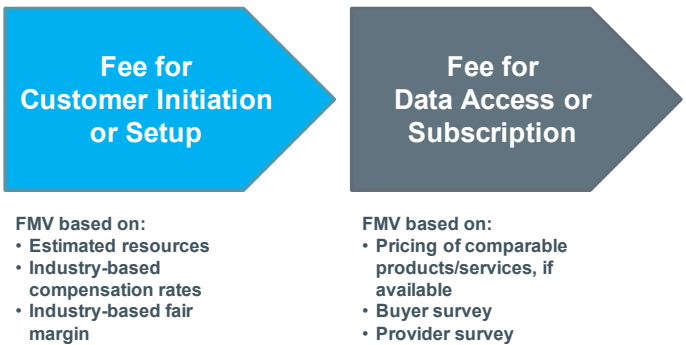 Fee for
Customer Initiation
or Setup
Fee for
Data Access or
Subscription
FMV based on:
• Estimated resources
• Industry-based
compensation rates
• Industry-based fair
margin
FMV based on:
• Pricing of comparable
products/services, if
available
• Buyer survey
• Provider survey